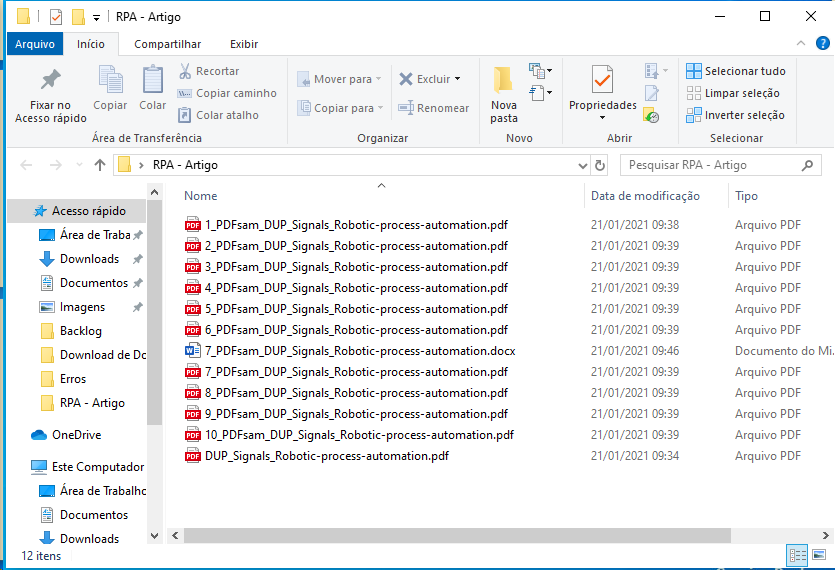 RPA - Artigo
Arquivo Início Compartilhar Exibir
Fixar no Acesso rápido
Copiar
Colar
Recortar
Copiar caminho
Colar atalho
Área de Transferência
Mover para
Copiar para
Excluir
Renomear
Organizar
Nova pasta
Novo
Propriedades
Abrir
Selecionar tudo
Limpar seleção
Inverter seleção
Selecionar
RPA - Artigo
Pesquisar RPA - Artigo
Acesso rápido
Área de Traba
Downloads
Documentos
Imagens
Backlog
Download de Dc
Erros
RPA - Artigo
OneDrive
Este Computador
Área de Trabalho
Documentos
Downloads
Nome Data de modificação Tipo
1_PDFsam_DUP_Signals_Robotic-process-automation.pdf 21/01/2021 09:38 Arquivo PDF
2_PDFsam_DUP_Signals_Robotic-process-automation.pdf 21/01/2021 09:39 Arquivo PDF
3_PDFsam_DUP_Signals_Robotic-process-automation.pdf 21/01/2021 09:39 Arquivo PDF
4_PDFsam_DUP_Signals_Robotic-process-automation.pdf 21/01/2021 09:39 Arquivo PDF
5_PDFsam_DUP_Signals_Robotic-process-automation.pdf 21/01/2021 09:39 Arquivo PDF
6_PDFsam_DUP_Signals_Robotic-process-automation.pdf 21/01/2021 09:39 Arquivo PDF
7_PDFsam_DUP_Signals_Robotic-process-automation.docx 21/01/2021 09:46 Documento do Mi...
7_PDFsam_DUP_Signals_Robotic-process-automation.pdf 21/01/2021 09:39 Arquivo PDF
8_PDFsam_DUP_Signals_Robotic-process-automation.pdf 21/01/2021 09:39 Arquivo PDF
9_PDFsam_DUP_Signals_Robotic-process-automation.pdf 21/01/2021 09:39 Arquivo PDF
10_PDFsam_DUP_Signals_Robotic-process-automation.pdf 21/01/2021 09:39 Arquivo PDF
DUP_Signals_Robotic-process-automation.pdf 21/01/2021 09:34 Arquivo PDF
12 itens